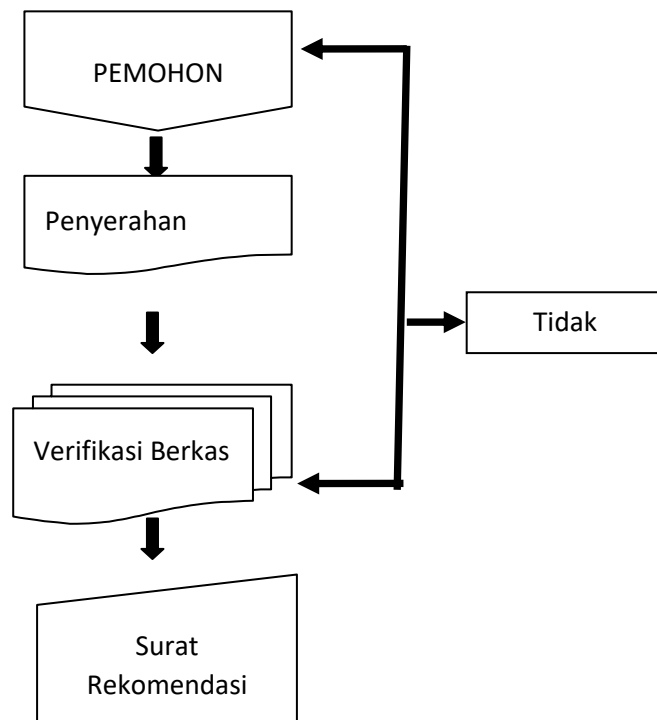 PEMOHON
Penyerahan
Tidak
Verifikasi Berkas
Surat
Rekomendasi